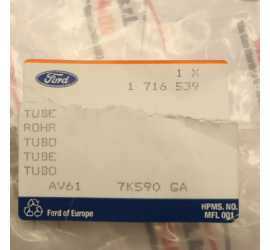 Ford
1 X
1 716 539
TUBE
ROHR
TUBO
TUBE
TUBO
AV61 7K590 GA
Ford of Europe
HPMS. NO.
MFL 001